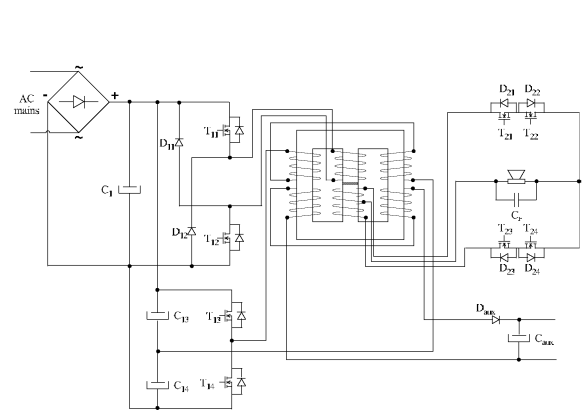 ~
AC
mains
-
+
~
C1
D11
T11
D12
T12
C13
T13
C14
T14
D21 D22
T21 T22
Cr
T23 T24
D23 D24
Daux
Caux